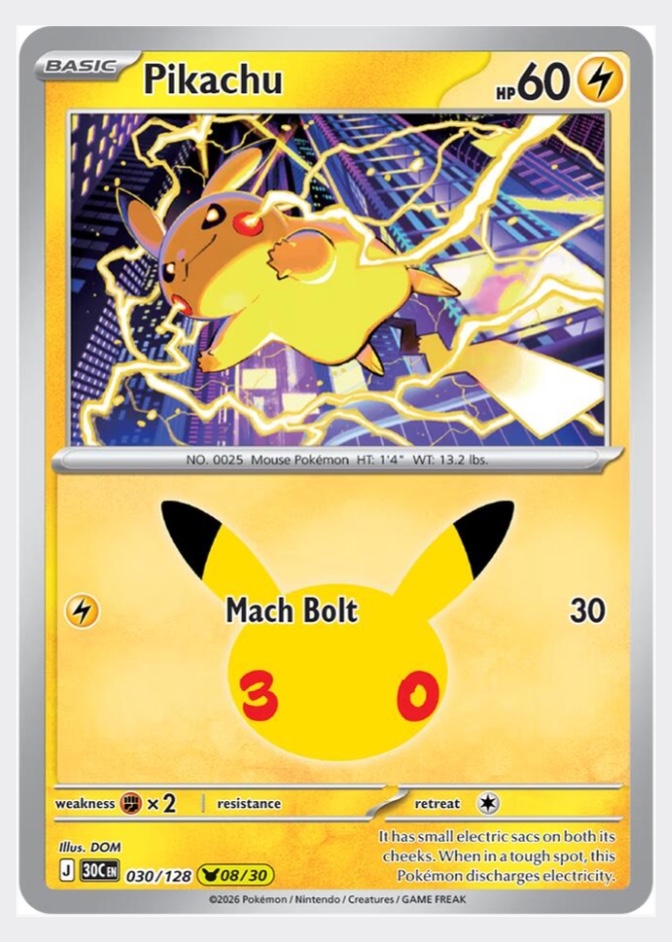 BASIC Pikachu HP 60
NO. 0025 Mouse Pokémon HT: 1'4" WT: 13.2 lbs.
Mach Bolt 30
3 0
weakness ×2 resistance retreat
Illus. DOM
J 30C EN 030/128 08/30
It has small electric sacs on both its
cheeks. When in a tough spot, this
Pokémon discharges electricity.
©2026 Pokémon / Nintendo / Creatures / GAME FREAK